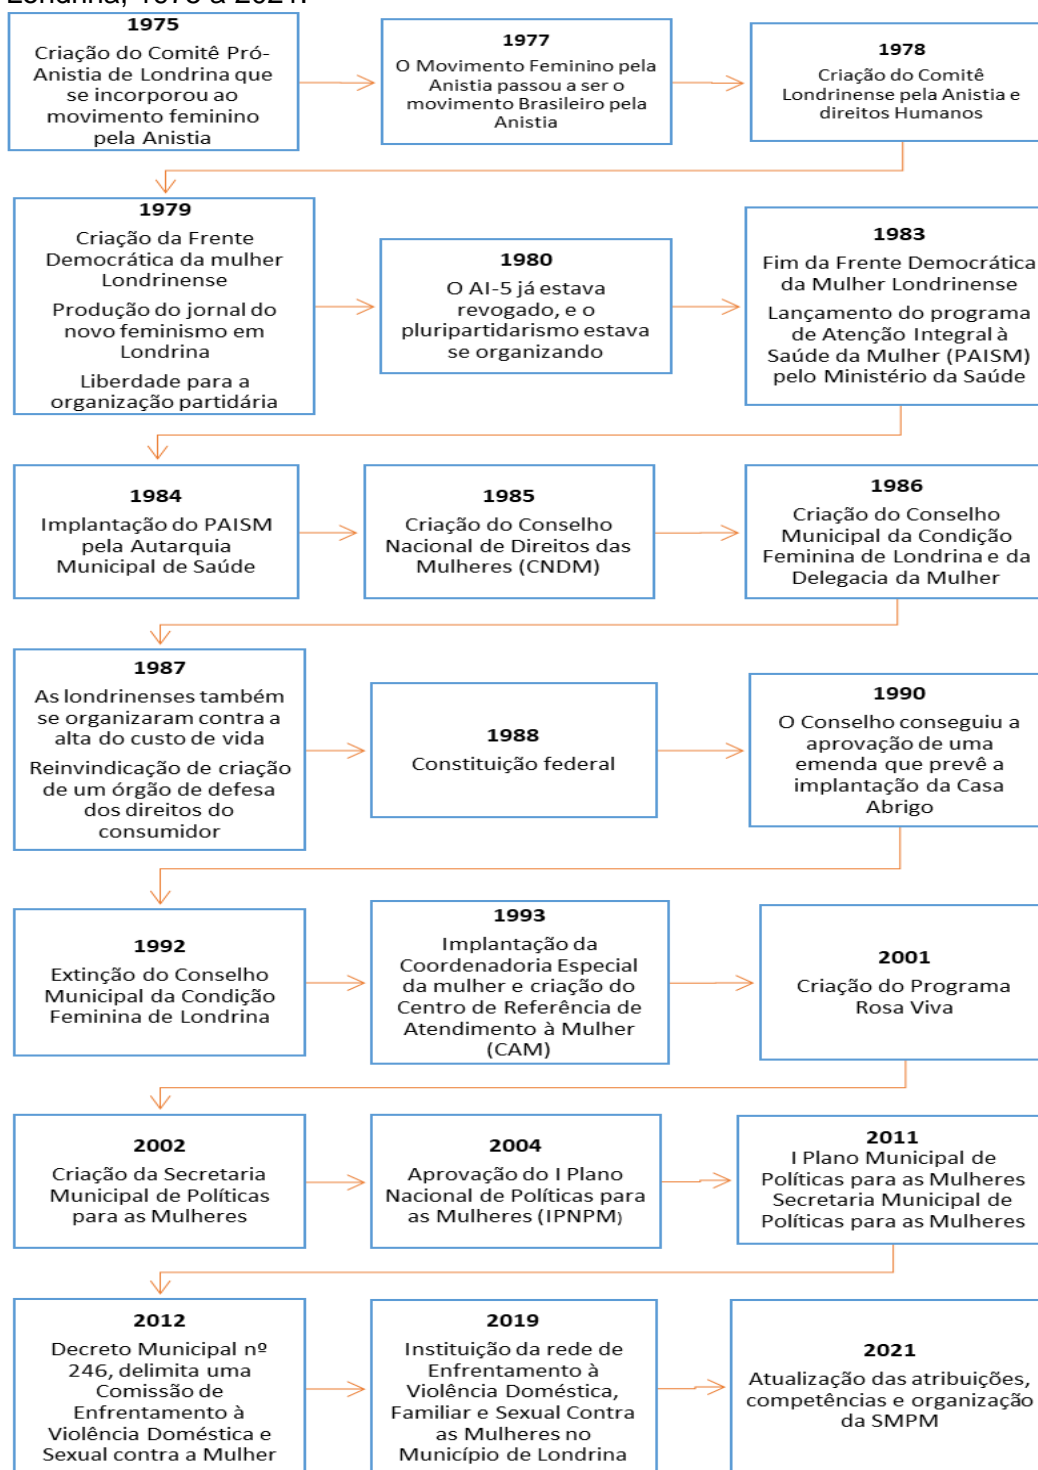 Londrina, 1975 a 2021.
1975
Criação do Comitê Pró-
Anistia de Londrina que
se incorporou ao
movimento feminino
pela Anistia
1977
O Movimento Feminino pela
Anistia passou a ser o
movimento Brasileiro pela
Anistia
1978
Criação do Comitê
Londrinense pela Anistia e
direitos Humanos
1979
Criação da Frente
Democrática da mulher
Londrinense
Produção do jornal do
novo feminismo em
Londrina
Liberdade para a
organização partidária
1980
O AI-5 já estava
revogado, e o
pluripartidarismo estava
se organizando
1983
Fim da Frente Democrática
da Mulher Londrinense
Lançamento do programa
de Atenção Integral à
Saúde da Mulher (PAISM)
pelo Ministério da Saúde
1984
Implantação do PAISM
pela Autarquia
Municipal de Saúde
1985
Criação do Conselho
Nacional de Direitos das
Mulheres (CNDM)
1986
Criação do Conselho
Municipal da Condição
Feminina de Londrina e da
Delegacia da Mulher
1987
As londrinenses também
se organizaram contra a
alta do custo de vida
Reinvindicação de criação
de um órgão de defesa
dos direitos do
consumidor
1988
Constituição federal
1990
O Conselho conseguiu a
aprovação de uma
emenda que prevê a
implantação da Casa
Abrigo
1992
Extinção do Conselho
Municipal da Condição
Feminina de Londrina
1993
Implantação da
Coordenadoria Especial
da mulher e criação do
Centro de Referência de
Atendimento à Mulher
(CAM)
2001
Criação do Programa
Rosa Viva
2002
Criação da Secretaria
Municipal de Políticas
para as Mulheres
2004
Aprovação do I Plano
Nacional de Políticas para
as Mulheres (IPNPM)
2011
I Plano Municipal de
Políticas para as Mulheres
Secretaria Municipal de
Políticas para as Mulheres
2012
Decreto Municipal nº
246, delimita uma
Comissão de
Enfrentamento à
Violência Doméstica e
Sexual contra a Mulher
2019
Instituição da rede de
Enfrentamento à
Violência Doméstica,
Familiar e Sexual Contra
as Mulheres no
Município de Londrina
2021
Atualização das atribuições,
competências e organização
da SMPM